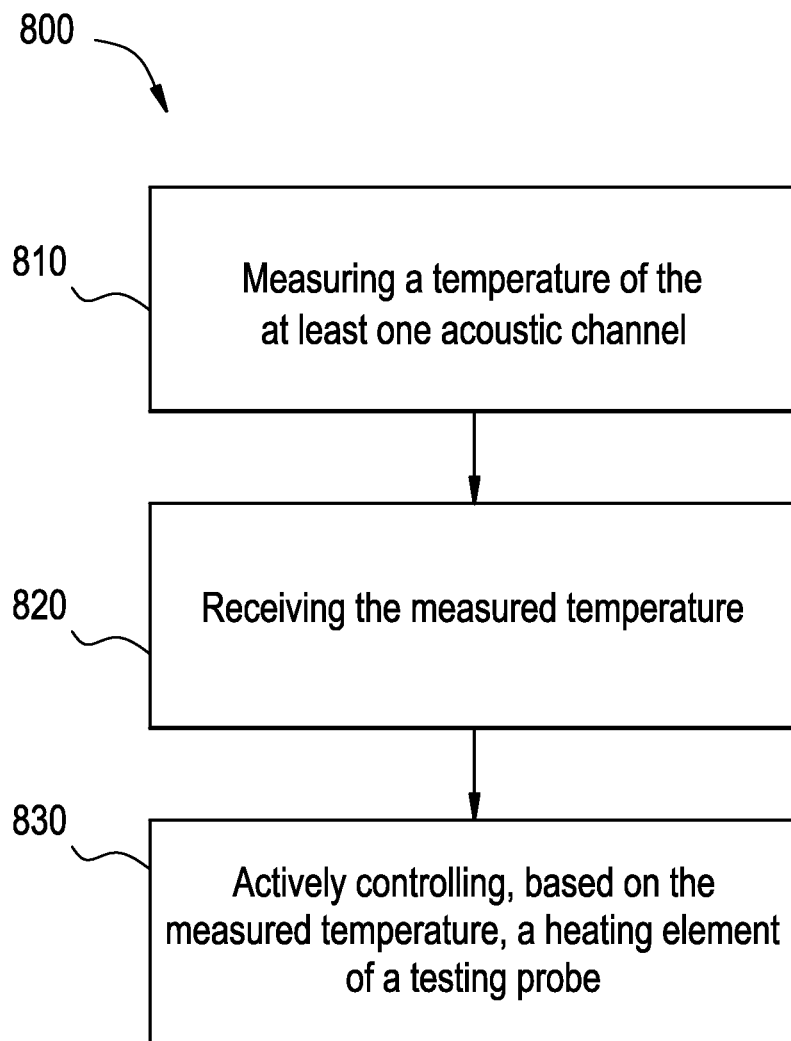 800
810
Measuring a temperature of the
at least one acoustic channel
820
Receiving the measured temperature
830
Actively controlling, based on the
measured temperature, a heating element
of a testing probe